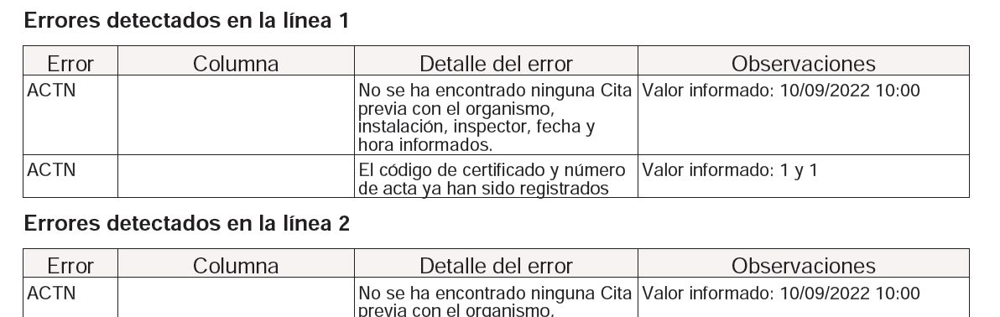 Errores detectados en la línea 1
Error Columna Detalle del error Observaciones
ACTN No se ha encontrado ninguna Cita Valor informado: 10/09/2022 10:00
previa con el organismo,
instalación, inspector, fecha y
hora informados.
ACTN El código de certificado y número Valor informado: 1 y 1
de acta ya han sido registrados
Errores detectados en la línea 2
Error Columna Detalle del error Observaciones
ACTN No se ha encontrado ninguna Cita Valor informado: 10/09/2022 10:00
previa con el organismo,